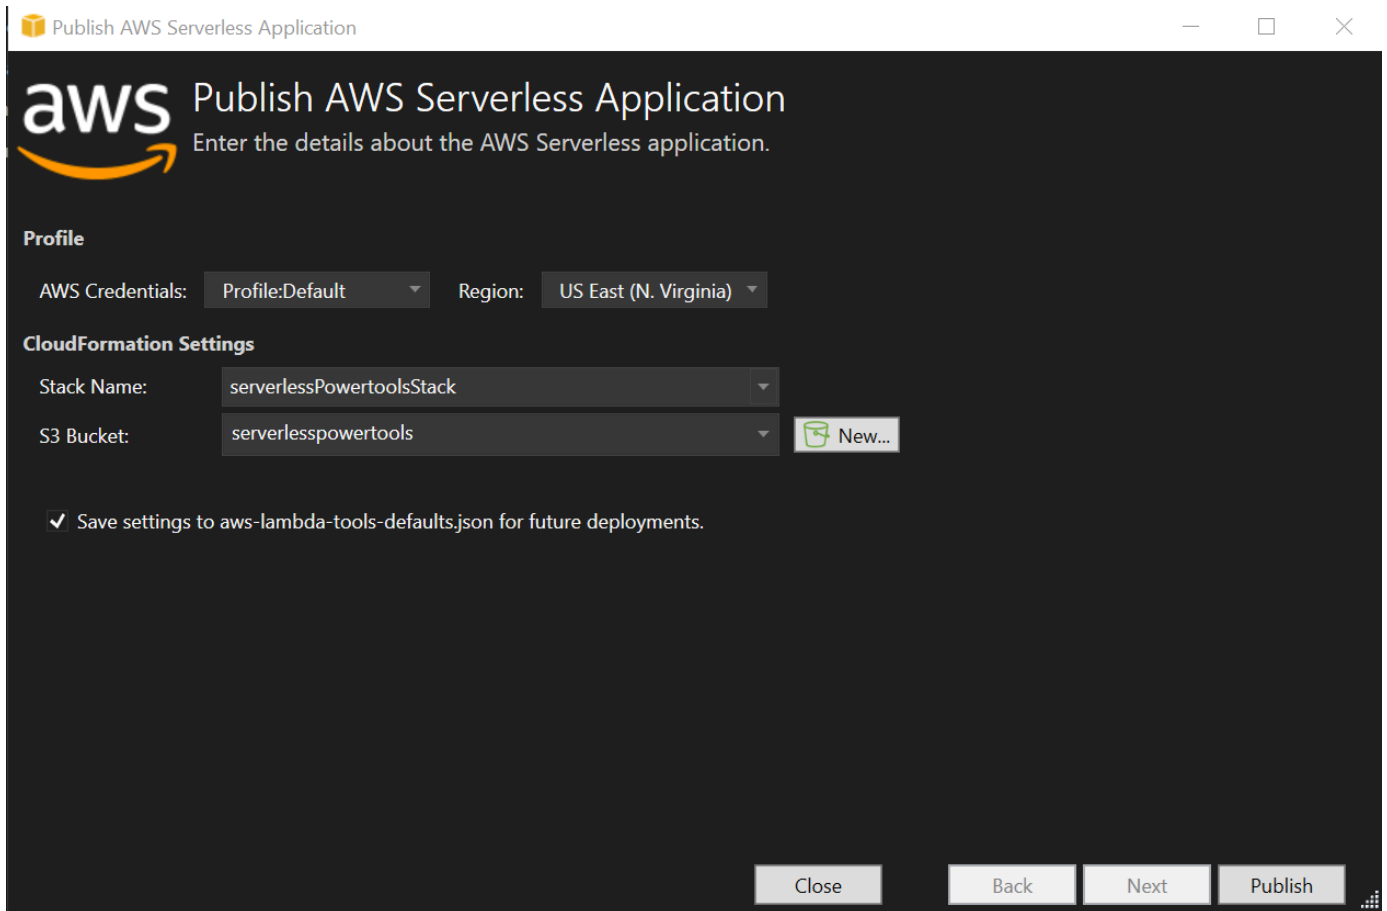 Publish AWS Serverless Application
aws
Publish AWS Serverless Application
Enter the details about the AWS Serverless application.
Profile
AWS Credentials: Profile:Default Region: US East (N. Virginia)
CloudFormation Settings
Stack Name: serverlessPowertoolsStack
S3 Bucket: serverlesspowertools New...
Save settings to aws-lambda-tools-defaults.json for future deployments.
Close Back Next Publish